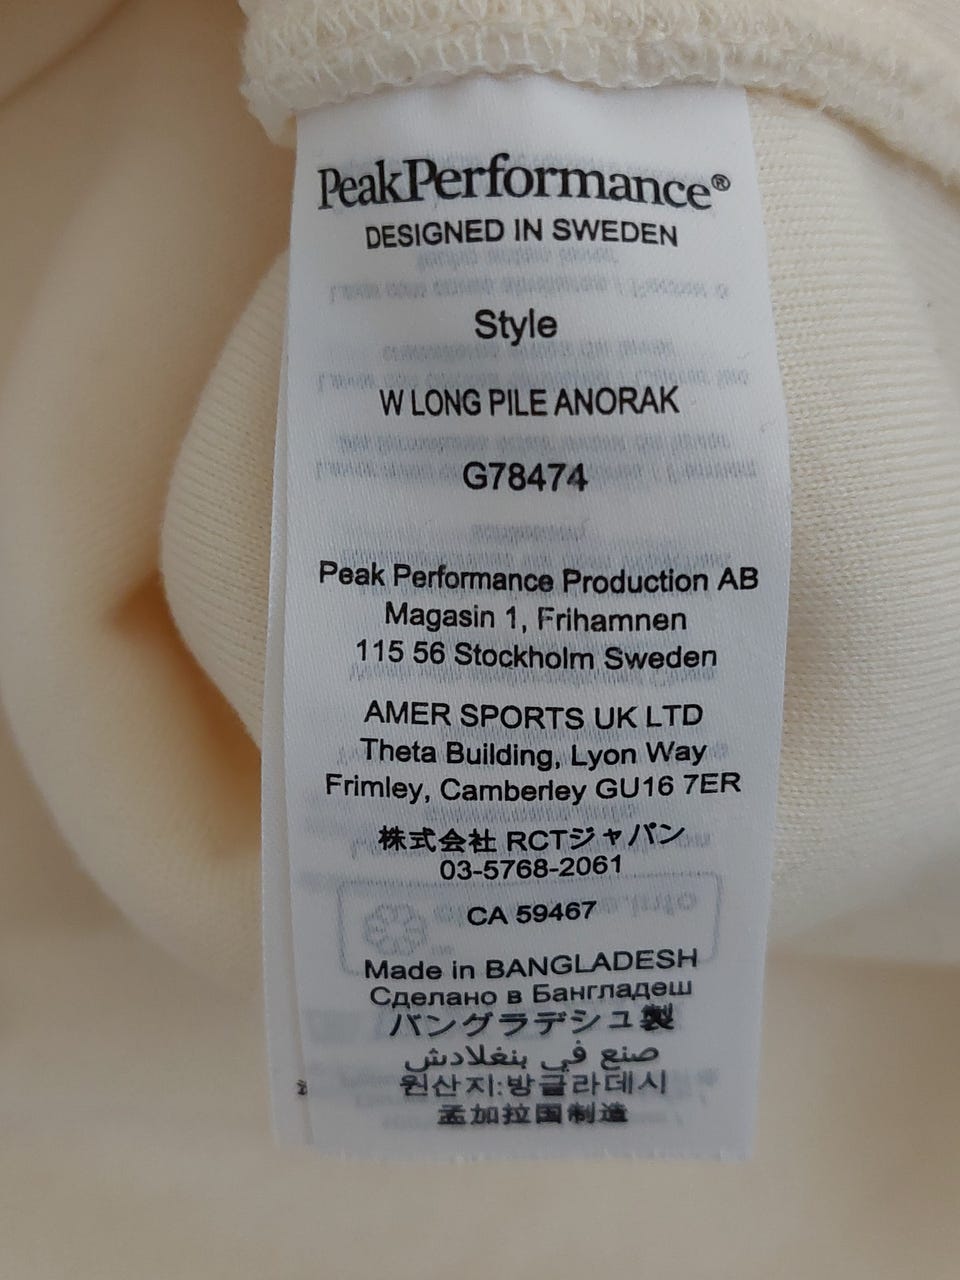 PeakPerformance®
DESIGNED IN SWEDEN
Style
W LONG PILE ANORAK
G78474
Peak Performance Production AB
Magasin 1, Frihamnen
115 56 Stockholm Sweden
AMER SPORTS UK LTD
Theta Building, Lyon Way
Frimley, Camberley GU16 7ER
株式会社 RCTジャパン
03-5768-2061
CA 59467
Made in BANGLADESH
Сделано в Бангладеш
バングラデシュ製
صنع في بنغلادش
원산지:방글라데시
孟加拉国制造